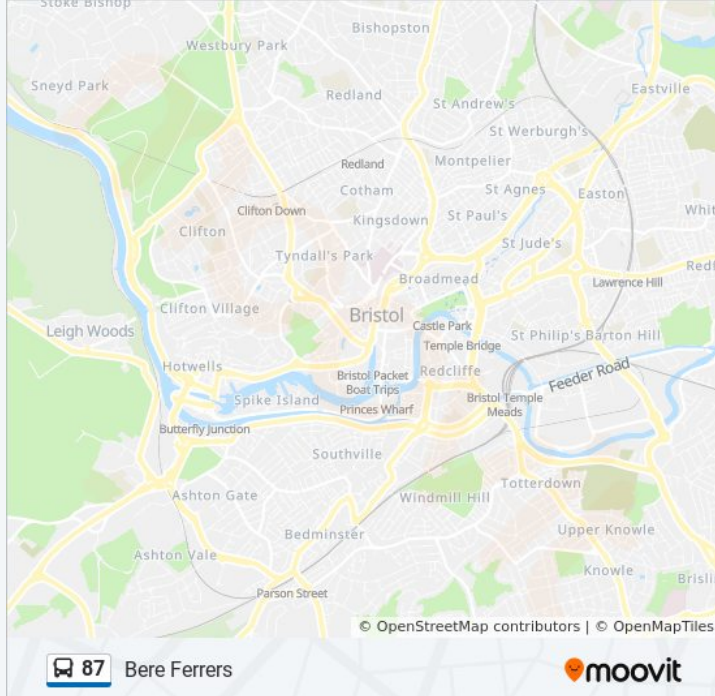 Stoke Bishop
Bishopston
Westbury Park
Eastville
Sneyd Park
Redland
St Andrew's
St Werburgh's
Redland
Montpelier
Cotham
St Agnes
Easton
Clifton Down
Kingsdown
St Paul's
Whit
Clifton
St Jude's
Tyndall's Park
Redf
Broadmead
Lawrence Hill
Clifton Village
Bristol
Castle Park
Leigh Woods
St Philip's
Barton Hill
Temple Bridge
Hotwells
Redcliffe
Feeder Road
Bristol Packet
Boat Trips
Spike Island
Bristol Temple
Meads
Princes Wharf
Butterfly Junction
Southville
Totterdown
Ashton Gate
Windmill Hill
Bedminster
Upper Knowle
Ashton Vale
Knowle
Brisli
Parson Street
© OpenStreetMap contributors | © OpenMapTiles
87 Bere Ferrers
moovit